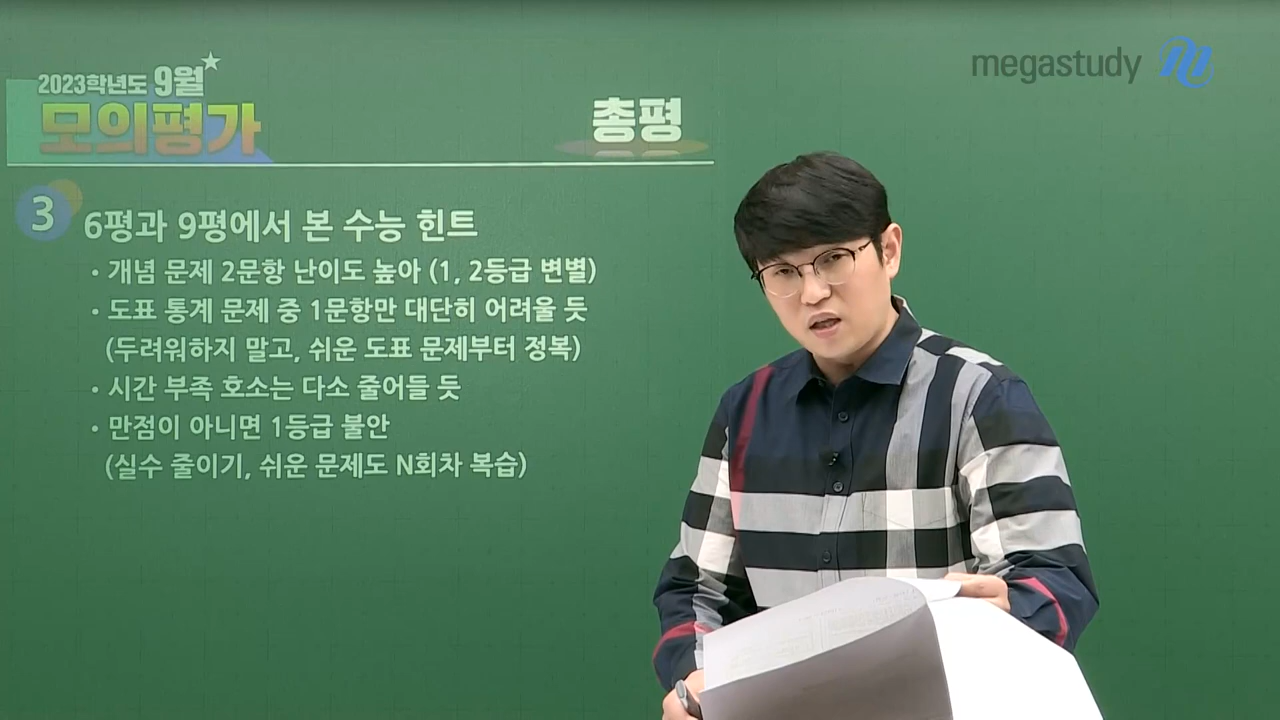 megastudy
2023학년도 9월
모의평가
총평
3
6평과 9평에서 본 수능 힌트
• 개념 문제 2문항 난이도 높아 (1, 2등급 변별)
• 도표 통계 문제 중 1문항만 대단히 어려울 듯
(두려워하지 말고, 쉬운 도표 문제부터 정복)
• 시간 부족 호소는 다소 줄어들 듯
• 만점이 아니면 1등급 불안
(실수 줄이기, 쉬운 문제도 N회차 복습)